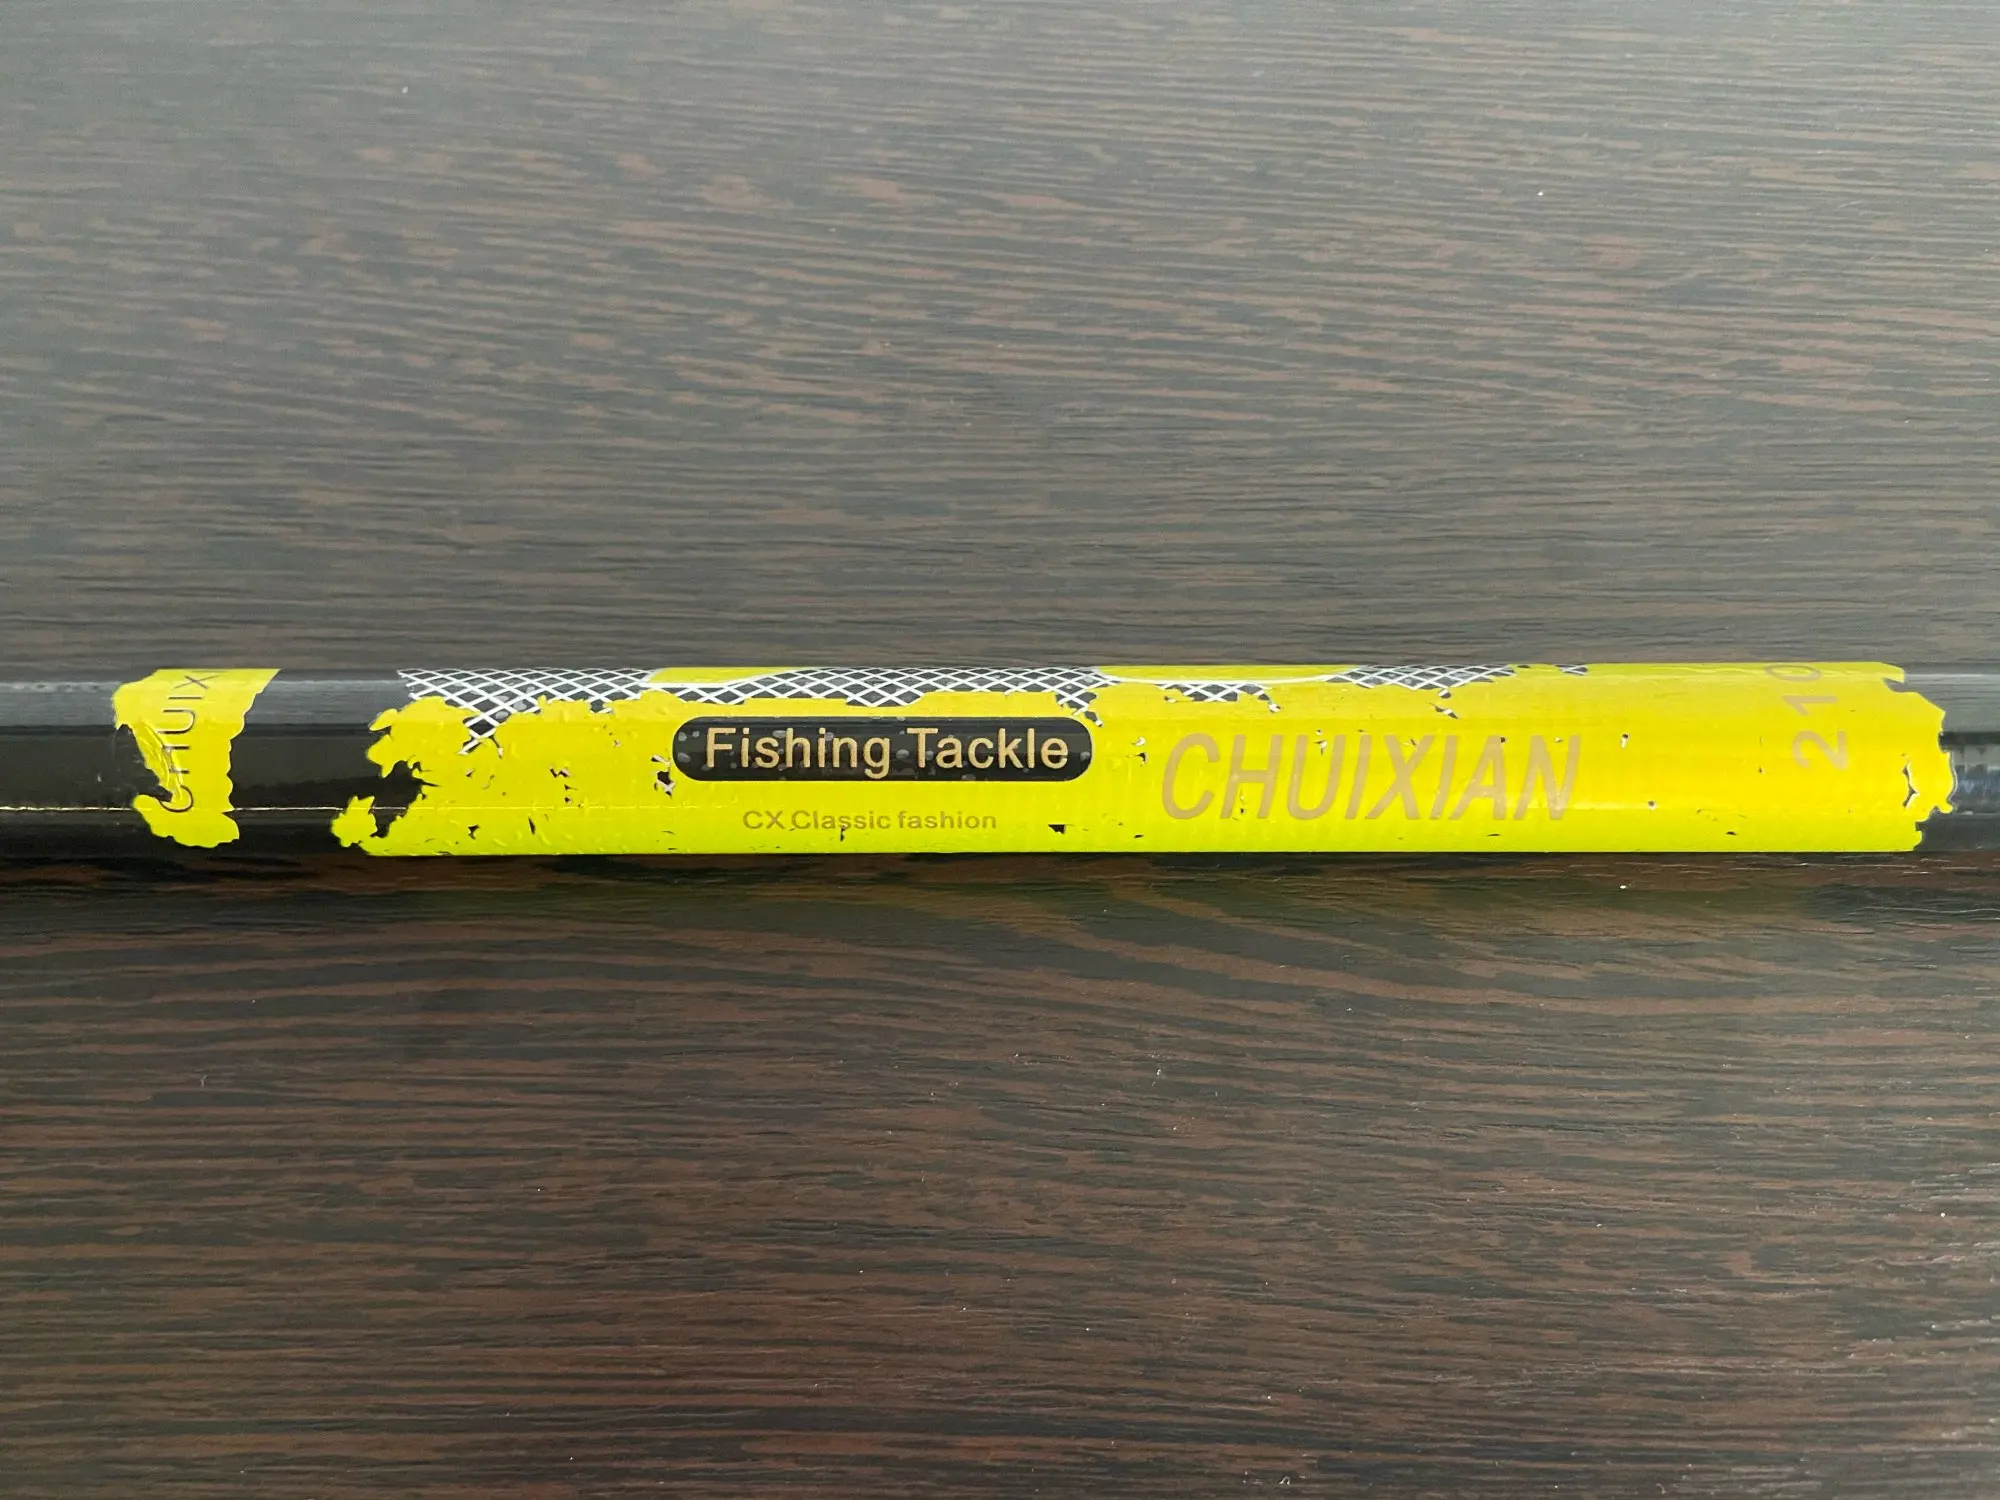 CHUIX
Fishing Tackle
CX Classic fashion
CHUIXIAN
210